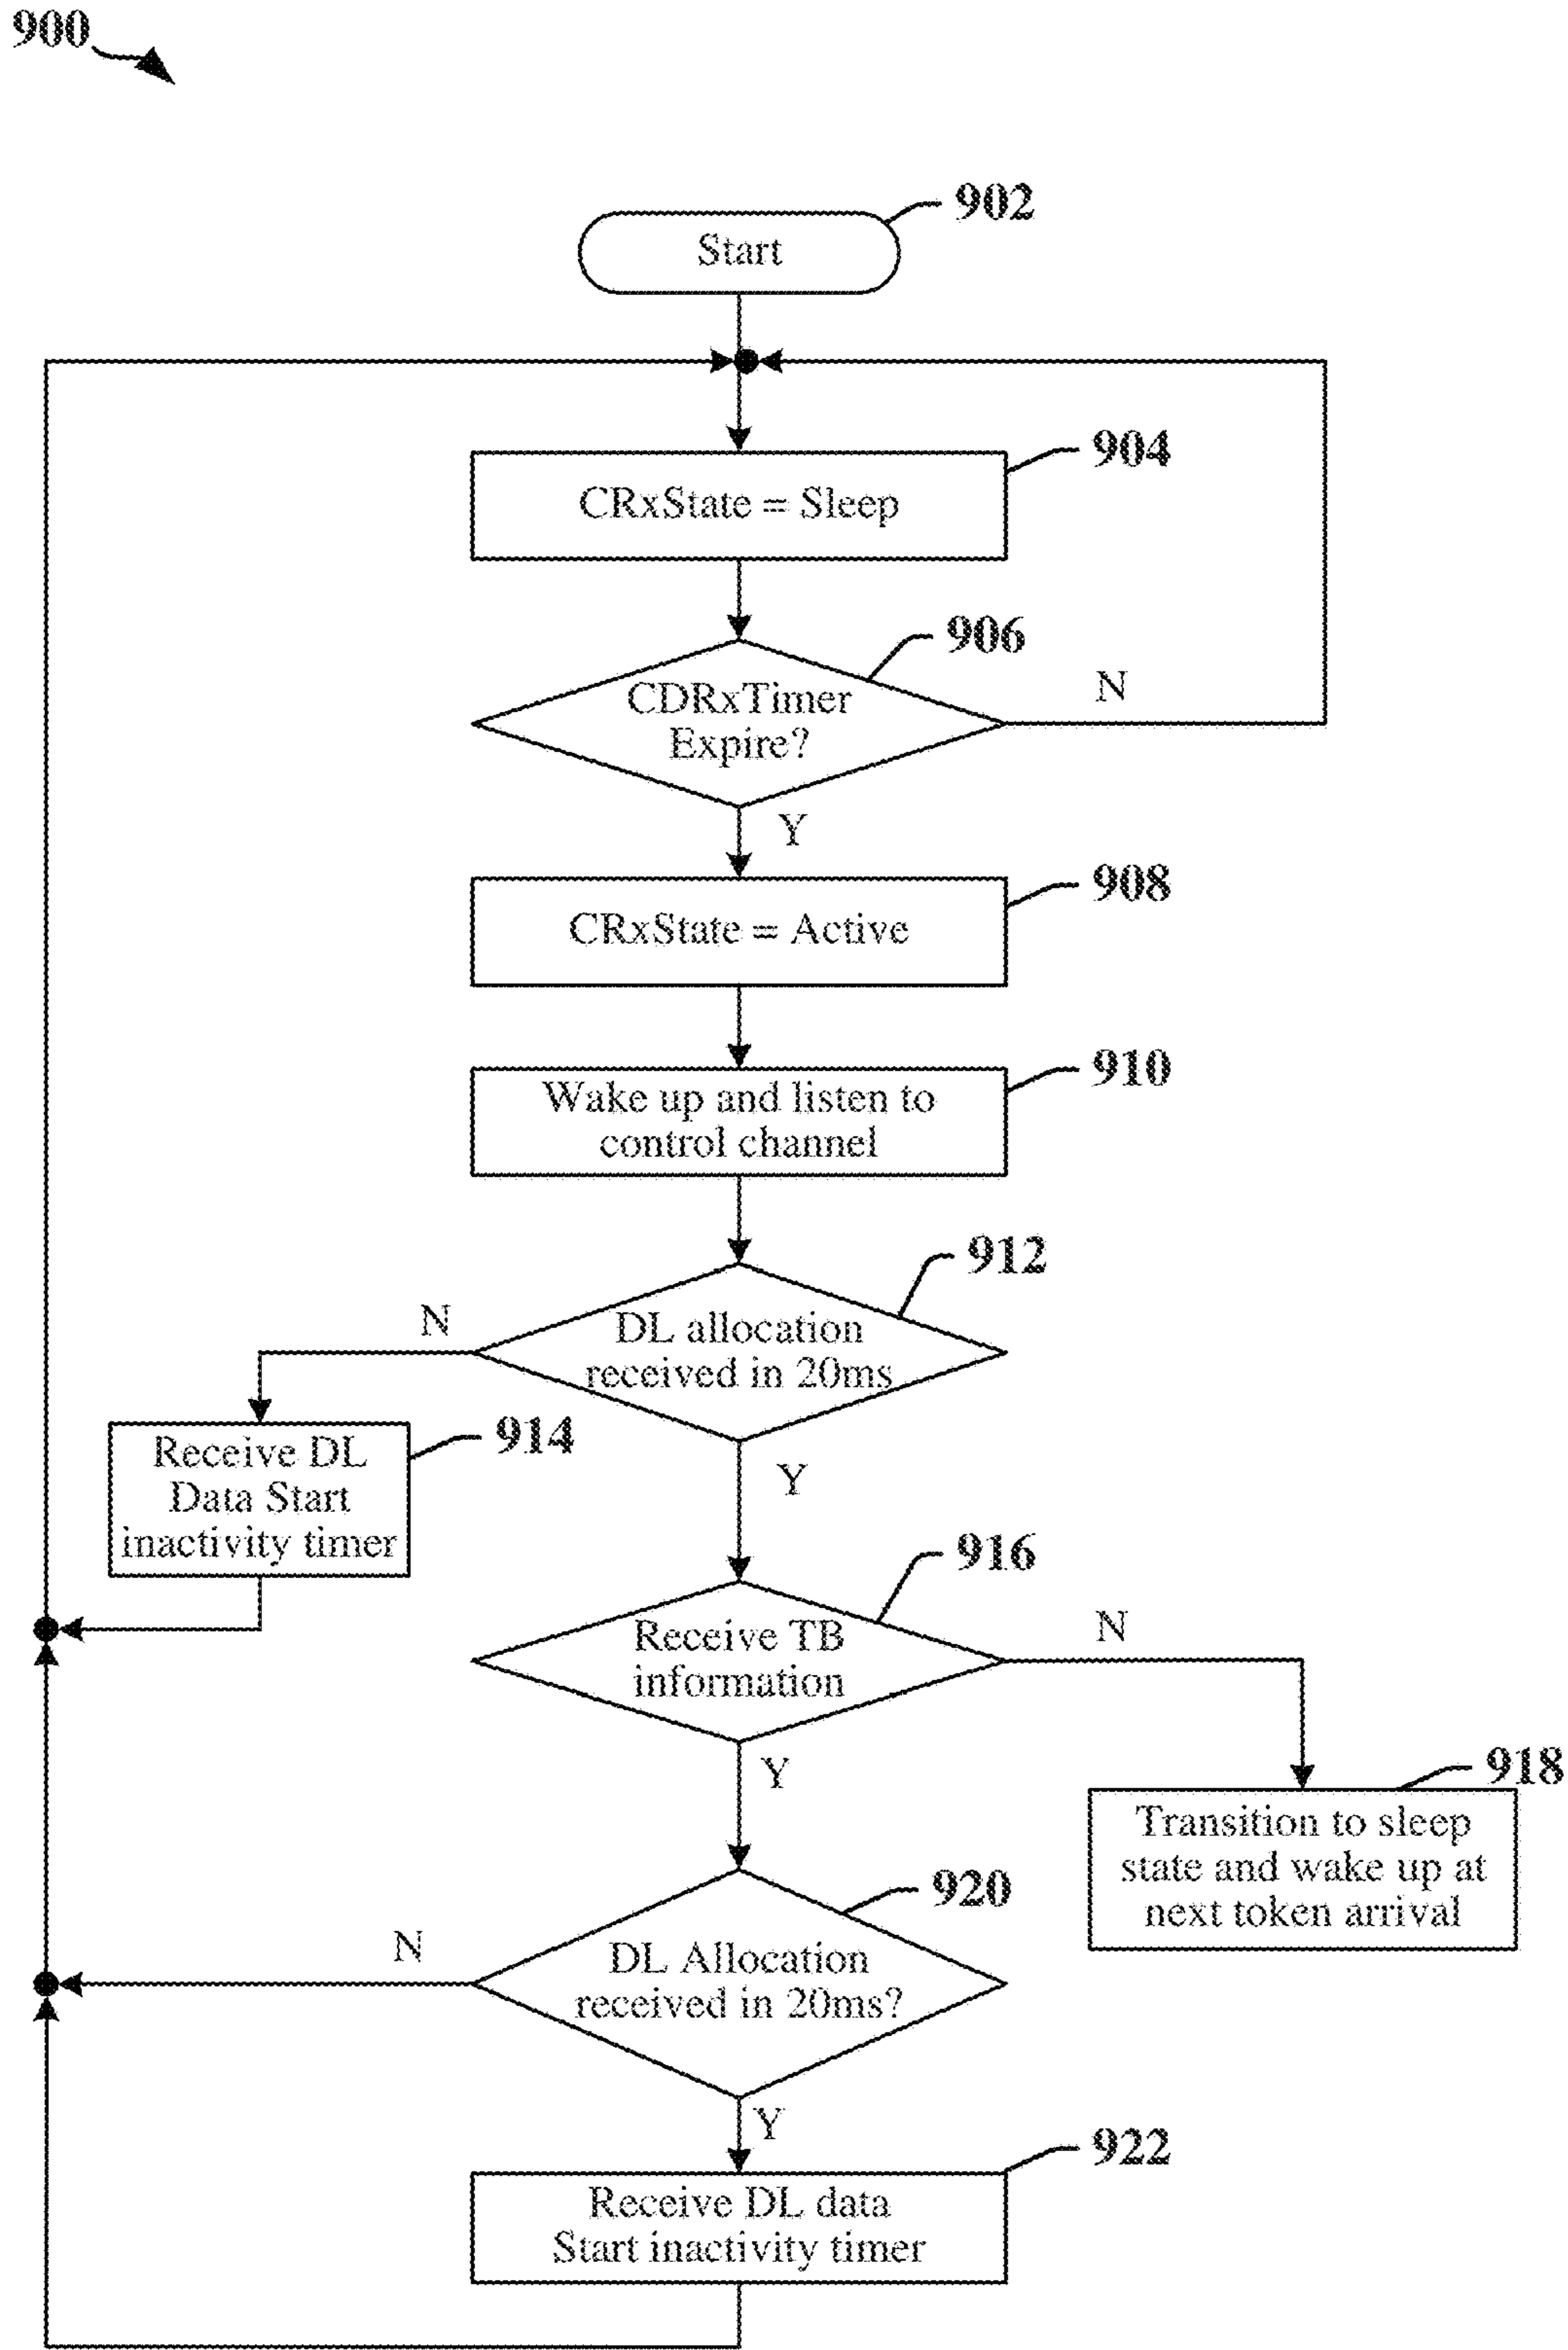 900
902
Start
904
CRxState = Sleep
906
CDRxTimer
Expire?
N
Y
908
CRxState = Active
910
Wake up and listen to
control channel
912
N
DL allocation
received in 20ms
914
Receive DL
Data Start
inactivity timer
Y
916
Receive TB
information
N
Y
918
Transition to sleep
state and wake up at
next token arrival
920
N
DL Allocation
received in 20ms?
Y
922
Receive DL data
Start inactivity timer